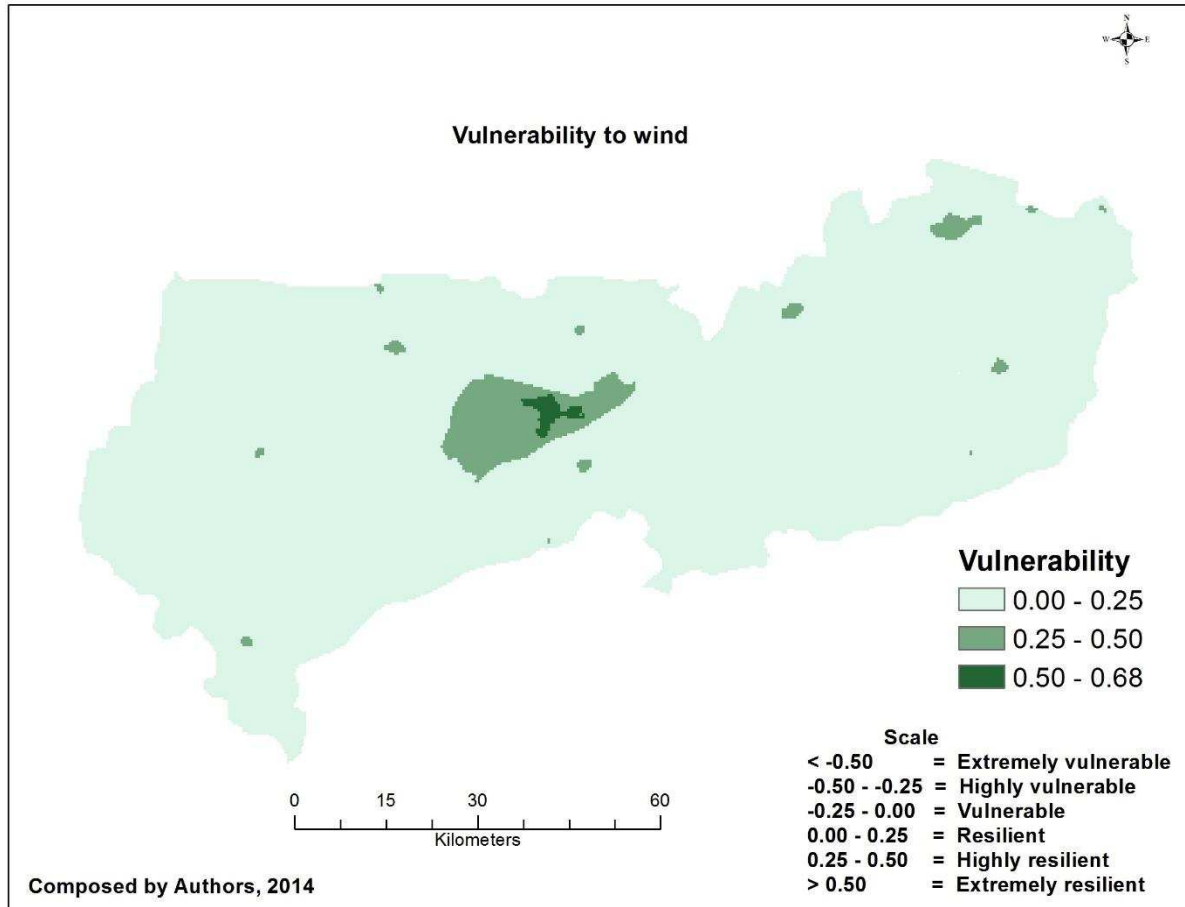 N
W E
S
Vulnerability to wind
Vulnerability
0.00 - 0.25
0.25 - 0.50
0.50 - 0.68
Scale
< -0.50 = Extremely vulnerable
-0.50 - -0.25 = Highly vulnerable
-0.25 - 0.00 = Vulnerable
0.00 - 0.25 = Resilient
0.25 - 0.50 = Highly resilient
> 0.50 = Extremely resilient
0 15 30 60
Kilometers
Composed by Authors, 2014